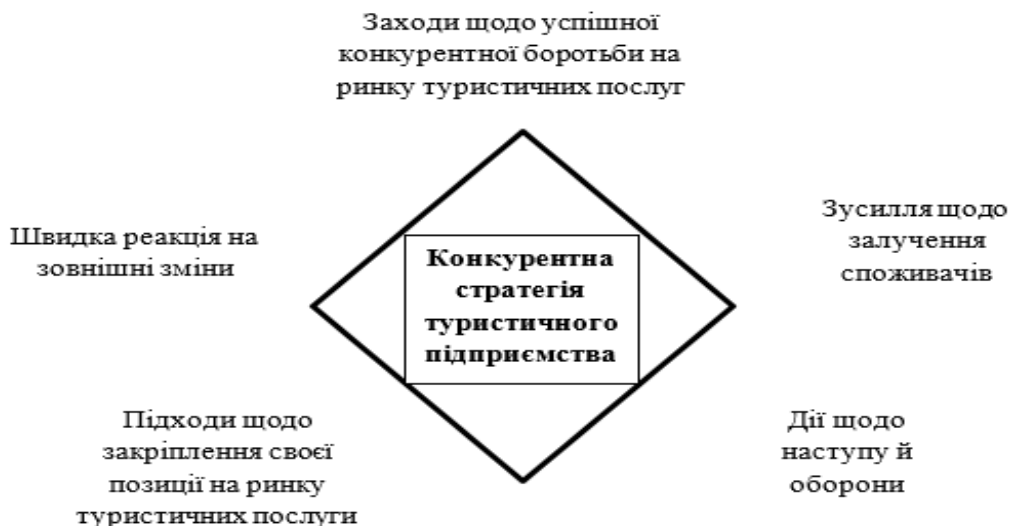 Заходи щодо успішної
конкурентної боротьби на
ринку туристичних послуг
Швидка реакція на
зовнішні зміни
Конкурентна
стратегія
туристичного
підприємства
Зусилля щодо
залучення
споживачів
Підходи щодо
закріплення своєї
позиції на ринку
туристичних послуги
Дії щодо
наступу й
оборони